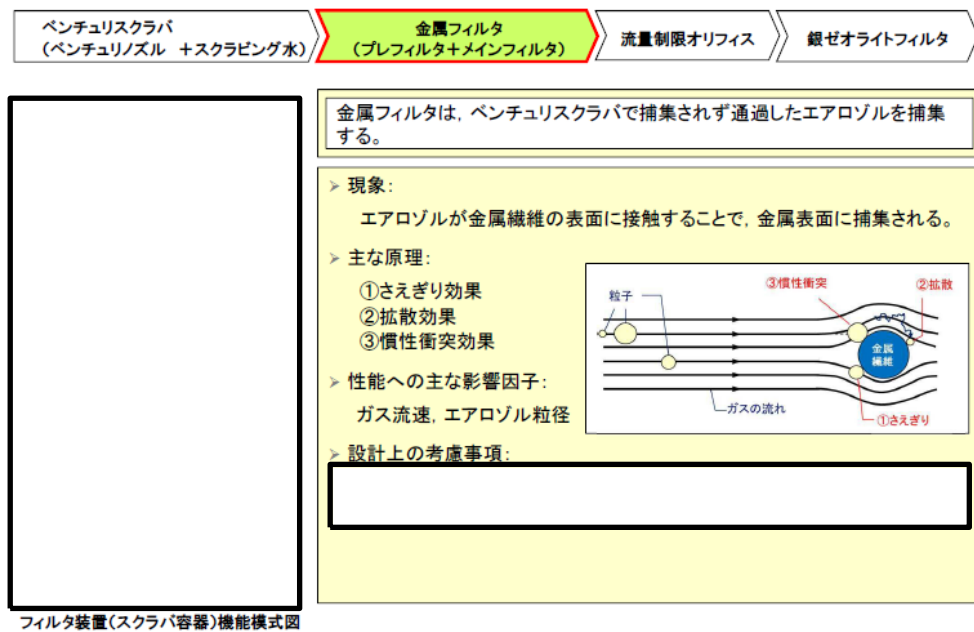 ベンチュリスクラバ
（ベンチュリノズル　＋スクラビング水）
金属フィルタ
（プレフィルタ＋メインフィルタ）
流量制限オリフィス
銀ゼオライトフィルタ
金属フィルタは，ベンチュリスクラバで捕集されず通過したエアロゾルを捕集
する。
➢ 現象：
エアロゾルが金属繊維の表面に接触することで，金属表面に捕集される。
➢ 主な原理：
①さえぎり効果
②拡散効果
③慣性衝突効果
➢ 性能への主な影響因子：
ガス流速，エアロゾル粒径
③慣性衝突
②拡散
粒子
金属
繊維
ガスの流れ
①さえぎり
➢ 設計上の考慮事項：
フィルタ装置（スクラバ容器）機能模式図